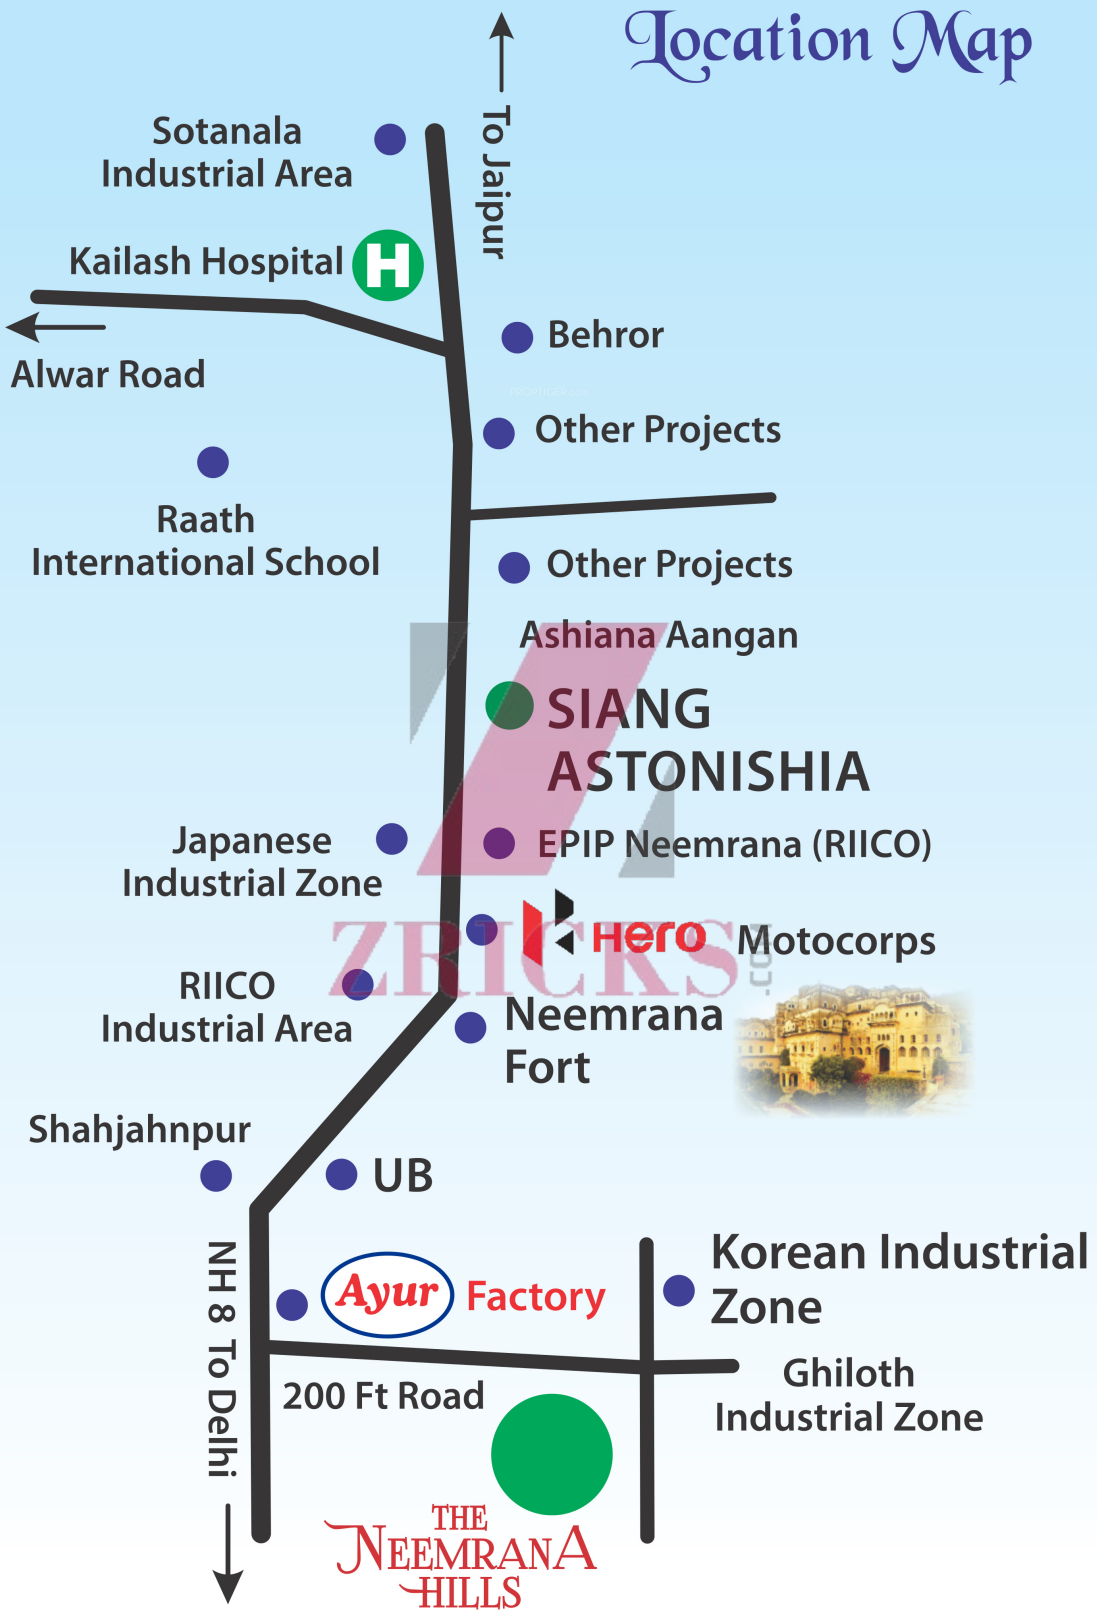 Location Map
To Jaipur
Sotanala
Industrial Area
Kailash Hospital
H
Alwar Road
Behror
PROPTIGER.com
Other Projects
Raath
International School
Other Projects
Ashiana Aangan
SIANG
ASTONISHIA
Japanese
Industrial Zone
EPIP Neemrana (RIICO)
Hero Motocorps
ZRICKS.COM
RIICO
Industrial Area
Neemrana
Fort
Shahjahnpur
UB
NH 8 To Delhi
Ayur Factory
Korean Industrial
Zone
200 Ft Road
Ghiloth
Industrial Zone
THE
NEEMRANA
HILLS